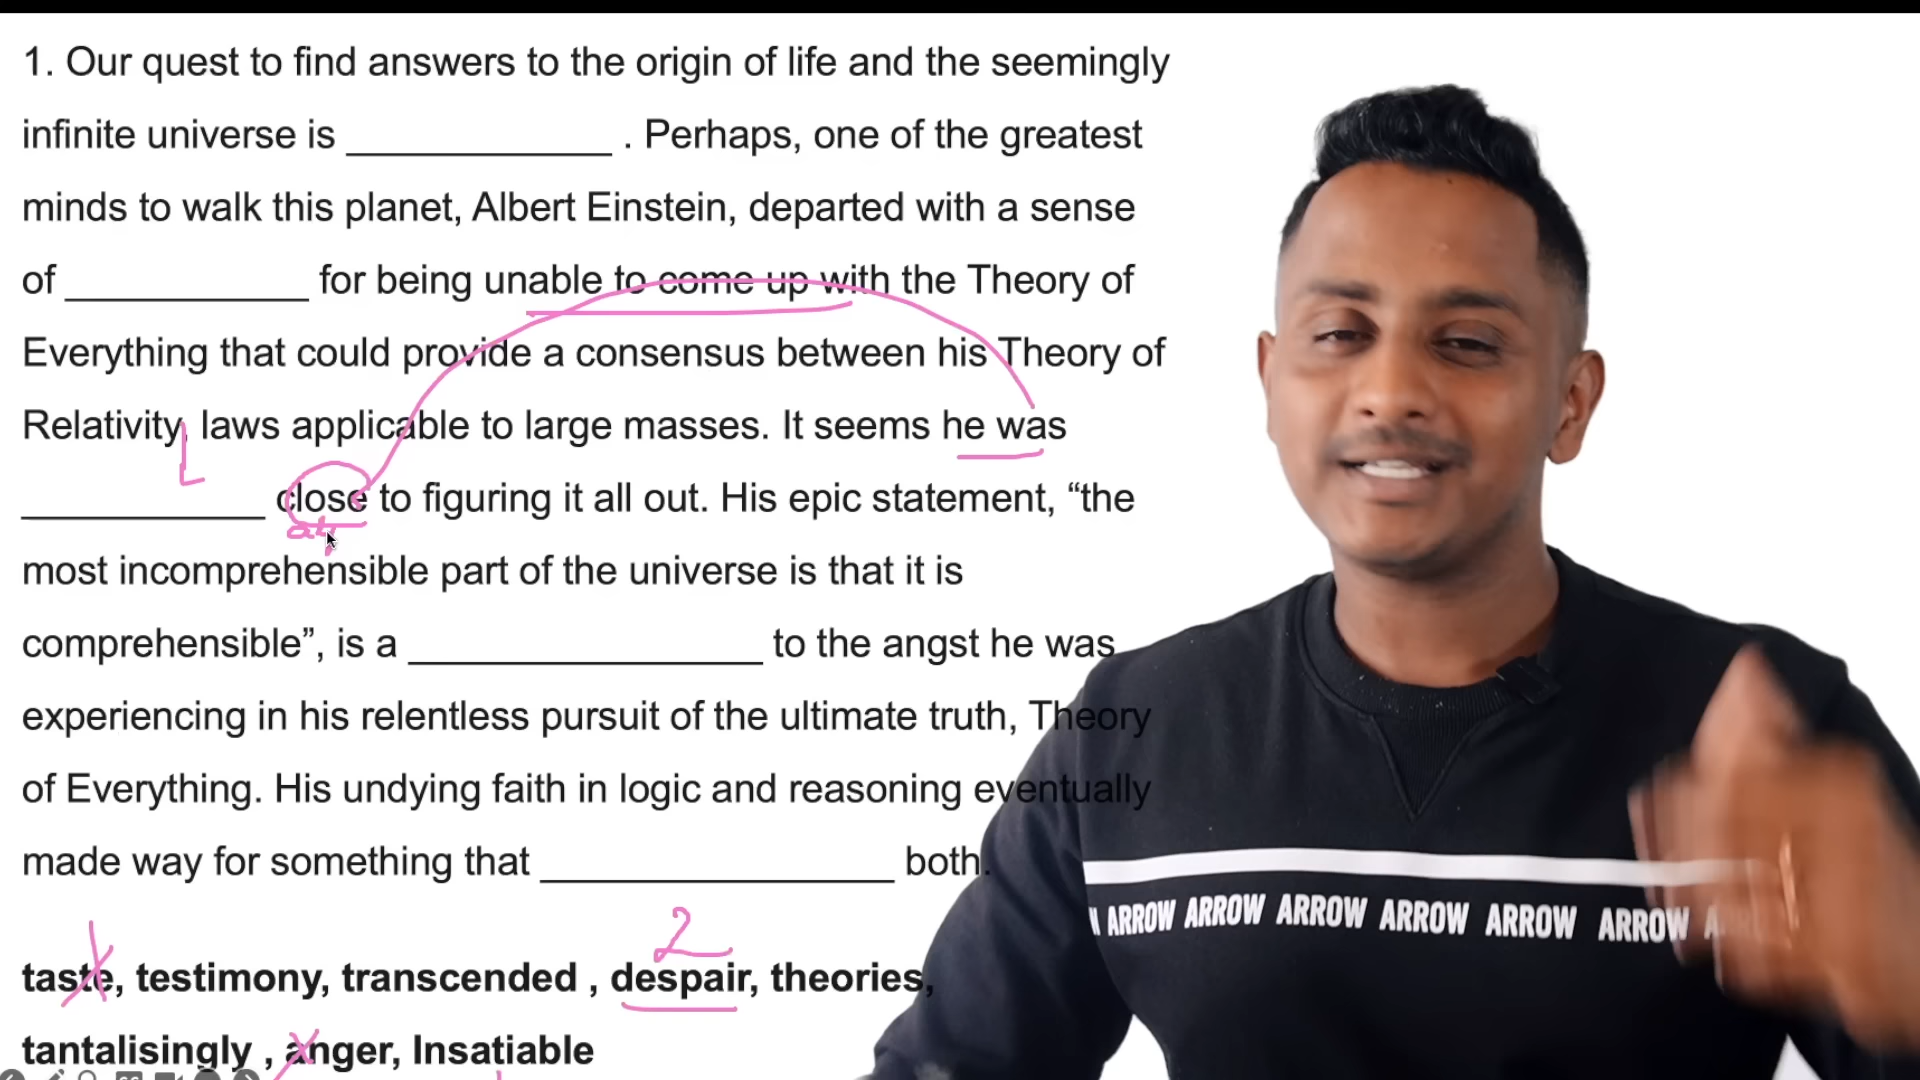 1. Our quest to find answers to the origin of life and the seemingly
infinite universe is ____________ . Perhaps, one of the greatest
minds to walk this planet, Albert Einstein, departed with a sense
of ___________ for being unable to come up with the Theory of
Everything that could provide a consensus between his Theory of
Relativity, laws applicable to large masses. It seems he was
___________ close to figuring it all out. His epic statement, “the
most incomprehensible part of the universe is that it is
comprehensible”, is a ________________ to the angst he was
experiencing in his relentless pursuit of the ultimate truth, Theory
of Everything. His undying faith in logic and reasoning eventually
made way for something that ________________ both.
2
taste, testimony, transcended , despair, theories,
tantalisingly , anger, Insatiable
ARROW ARROW ARROW ARROW ARROW ARROW